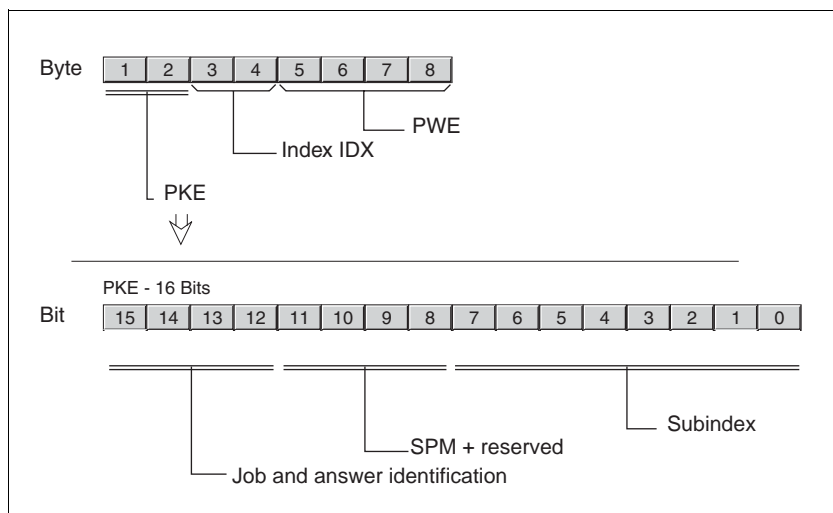 Byte 1 2 3 4 5 6 7 8
PWE
Index IDX
PKE
PKE - 16 Bits
Bit 15 14 13 12 11 10 9 8 7 6 5 4 3 2 1 0
Subindex
SPM + reserved
Job and answer identification